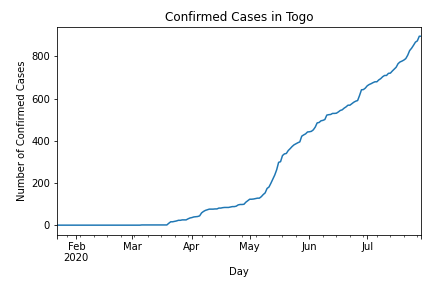 Confirmed Cases in Togo
Number of Confirmed Cases
800
600
400
200
0
Feb Mar Apr May Jun Jul
2020
Day